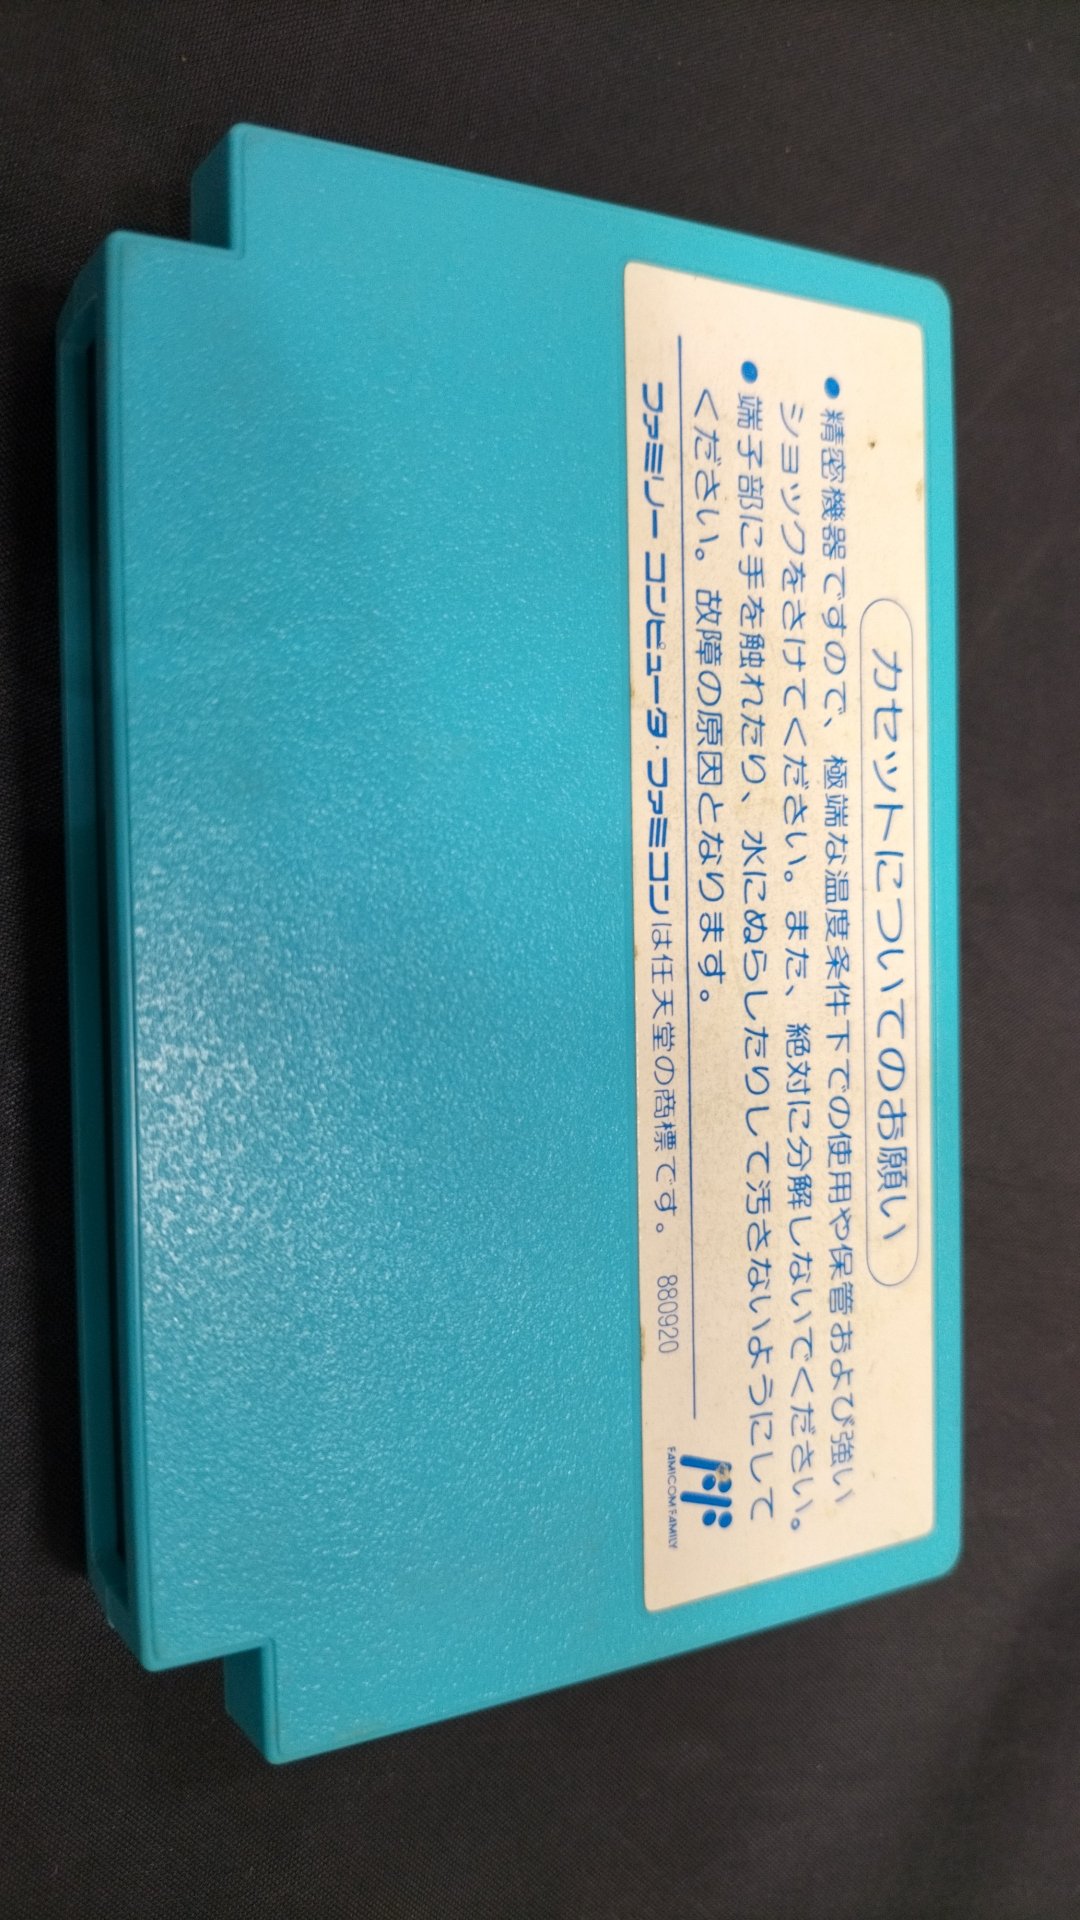 カセットについてのお願い
●精密機器ですので、極端な温度条件下での使用や保管および強い
ショックをさけてください。また、絶対に分解しないでください。
●端子部に手を触れたり、水にぬらしたりして汚さないようにして
ください。故障の原因となります。
ファミリーコンピュータ・ファミコンは任天堂の商標です。 880920
FAMICOM FAMILY